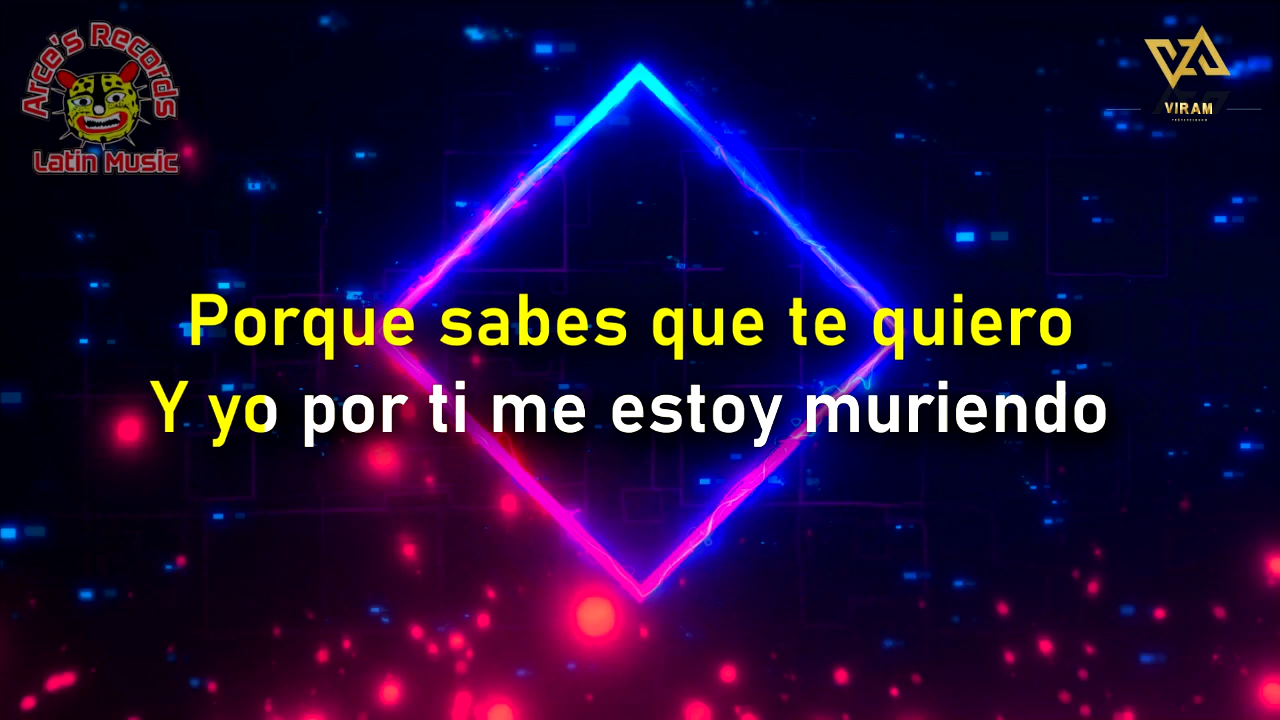 Arce's Records
Latin Music
VIRAM
Porque sabes que te quiero
Y yo por ti me estoy muriendo